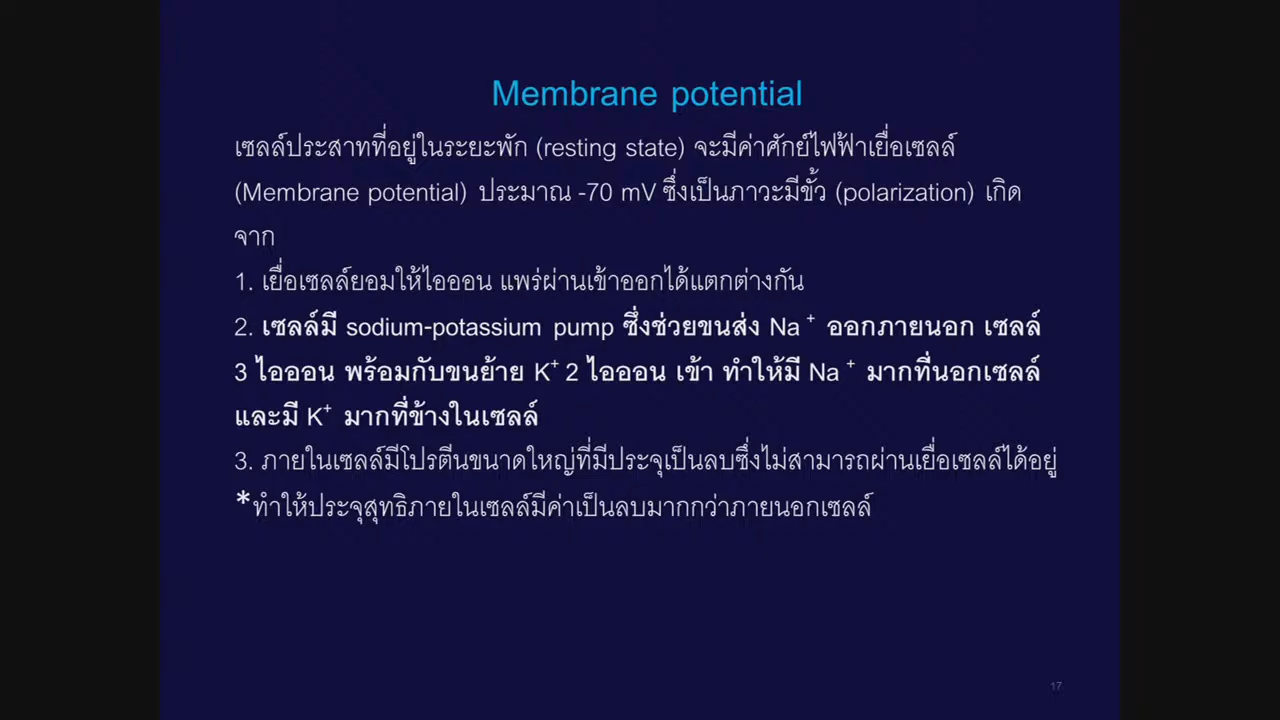 Membrane potential
เซลล์ประสาทที่อยู่ในระยะพัก (resting state) จะมีค่าศักย์ไฟฟ้าเยื่อเซลล์
(Membrane potential) ประมาณ -70 mV ซึ่งเป็นภาวะมีขั้ว (polarization) เกิด
จาก
1. เยื่อเซลล์ยอมให้ไอออน แพร่ผ่านเข้าออกได้แตกต่างกัน
2. เซลล์มี sodium-potassium pump ซึ่งช่วยขนส่ง Na⁺ ออกภายนอก เซลล์
3 ไอออน พร้อมกับขนย้าย K⁺ 2 ไอออน เข้า ทำให้มี Na⁺ มากที่นอกเซลล์
และมี K⁺ มากที่ข้างในเซลล์
3. ภายในเซลล์มีโปรตีนขนาดใหญ่ที่มีประจุเป็นลบซึ่งไม่สามารถผ่านเยื่อเซลล์ได้อยู่
*ทำให้ประจุสุทธิภายในเซลล์มีค่าเป็นลบมากกว่าภายนอกเซลล์
17